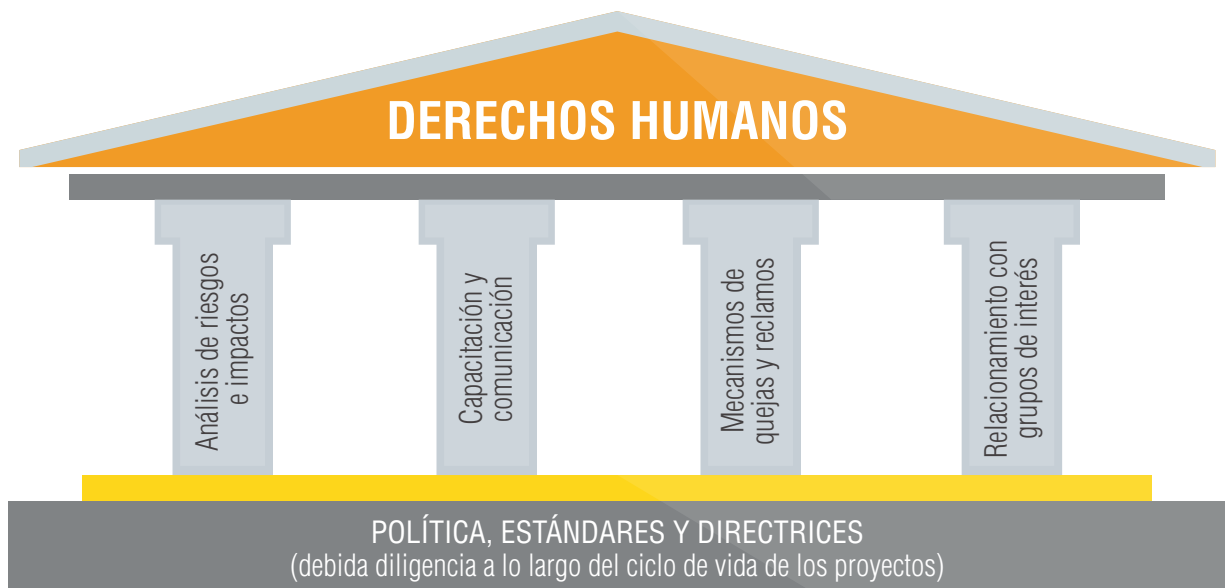 DERECHOS HUMANOS
Análisis de riesgos
e impactos
Capacitación y
comunicación
Mecanismos de
quejas y reclamos
Relacionamiento con
grupos de interés
POLÍTICA, ESTÁNDARES Y DIRECTRICES
(debida diligencia a lo largo del ciclo de vida de los proyectos)